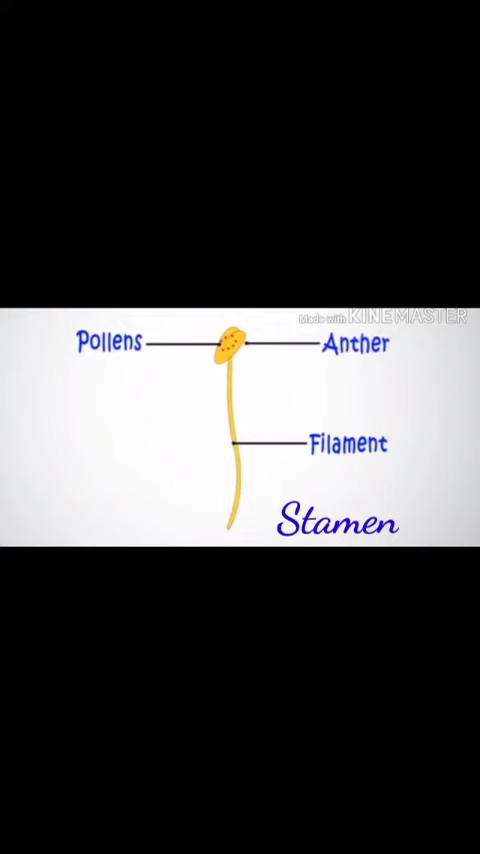 Made with KINEMASTER
Pollens
Anther
Filament
Stamen